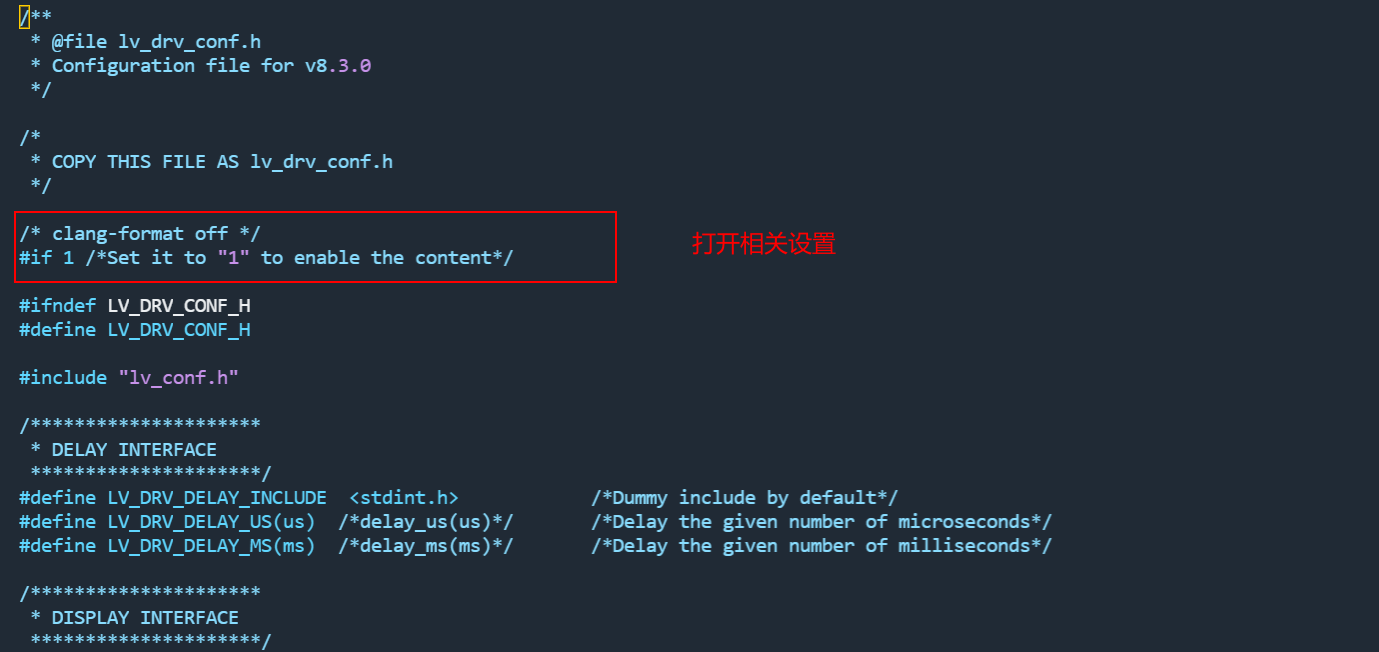 /**
 * @file lv_drv_conf.h
 * Configuration file for v8.3.0
 */
/*
 * COPY THIS FILE AS lv_drv_conf.h
 */
/* clang-format off */
#if 1 /*Set it to "1" to enable the content*/
打开相关设置
#ifndef LV_DRV_CONF_H
#define LV_DRV_CONF_H
#include "lv_conf.h"
/*********************
 * DELAY INTERFACE
 *********************/
#define LV_DRV_DELAY_INCLUDE  <stdint.h>            /*Dummy include by default*/
#define LV_DRV_DELAY_US(us)  /*delay_us(us)*/       /*Delay the given number of microseconds*/
#define LV_DRV_DELAY_MS(ms)  /*delay_ms(ms)*/       /*Delay the given number of milliseconds*/
/*********************
 * DISPLAY INTERFACE
 *********************/